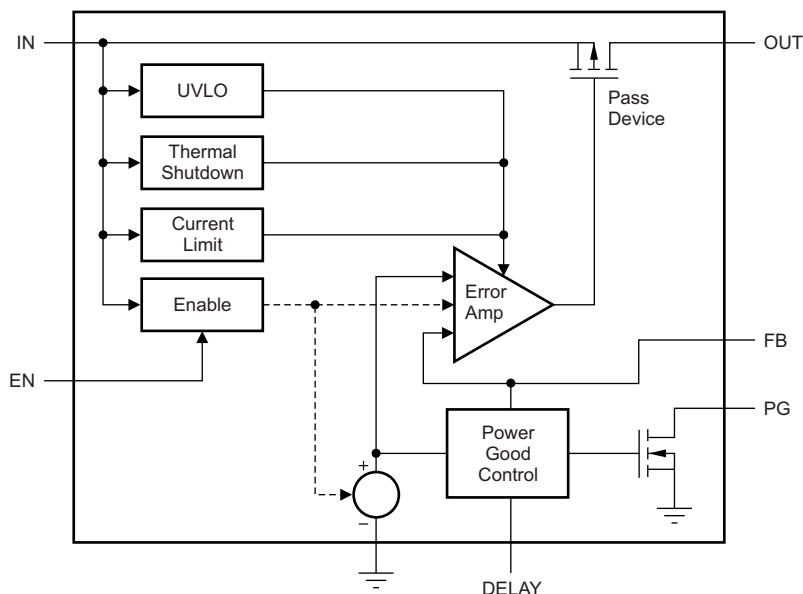 IN
OUT
UVLO
Pass
Device
Thermal
Shutdown
Current
Limit
Enable
Error
Amp
FB
EN
PG
Power
Good
Control
+
–
DELAY